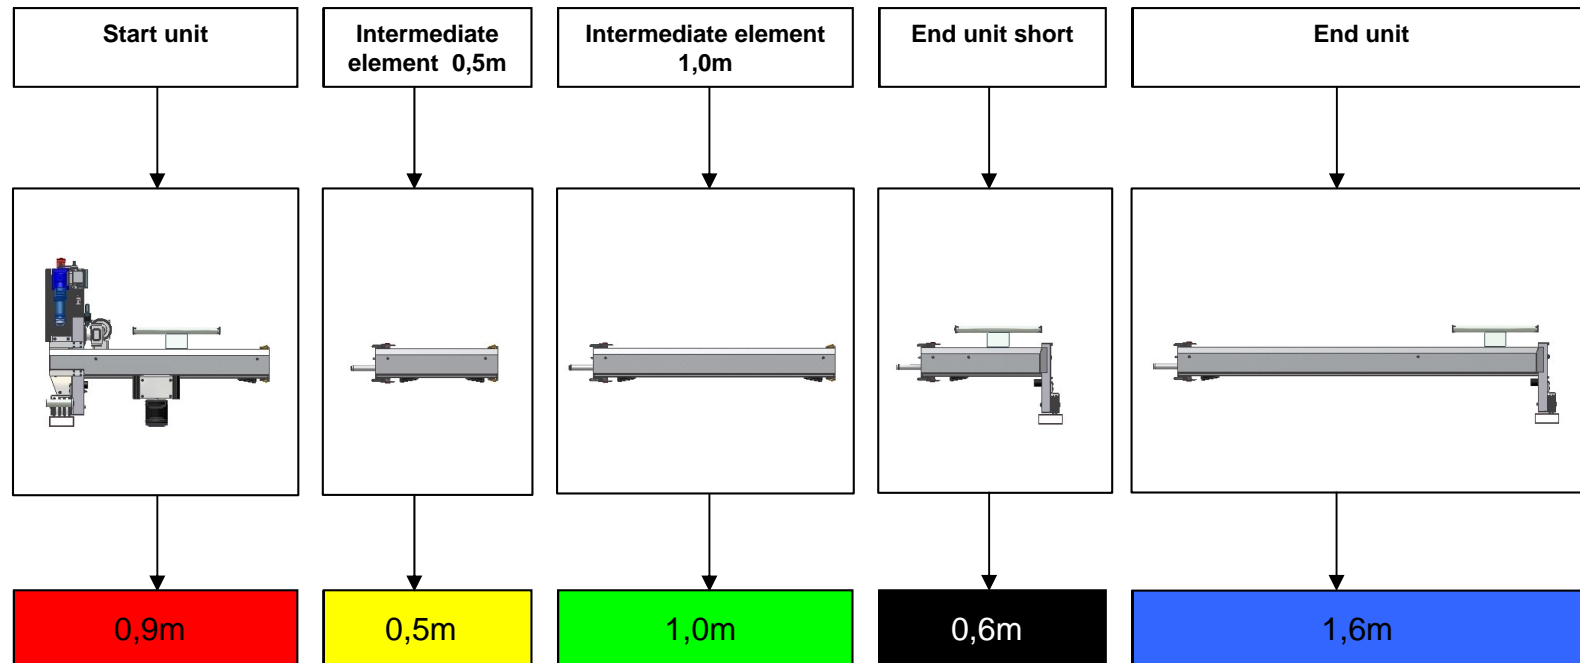 Start unit
Intermediate
element 0,5m
Intermediate element
1,0m
End unit short
End unit
0,9m
0,5m
1,0m
0,6m
1,6m